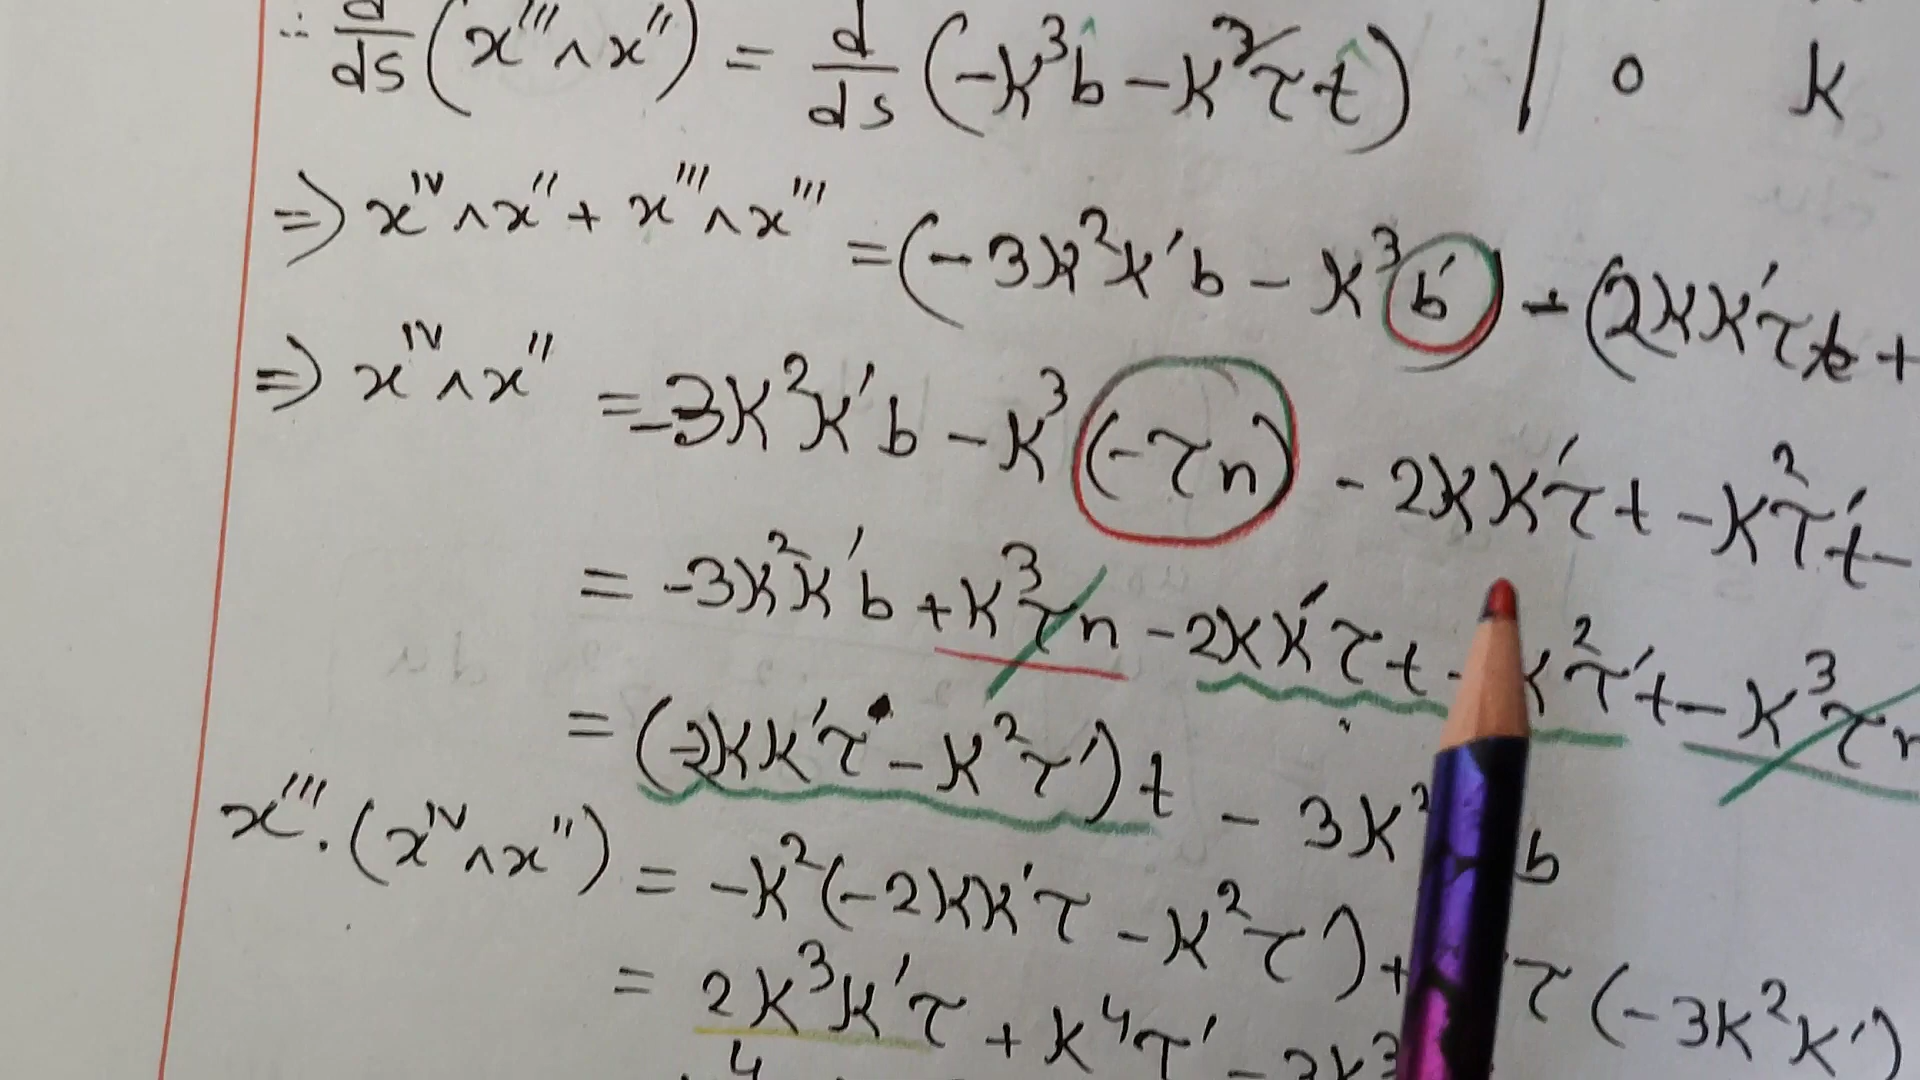 ∴ d/ds (x''' ∧ x'') = d/ds (-K³b - K²τt) | 0 K
⇒ x^IV ∧ x'' + x''' ∧ x''' = (-3K²K'b - K³b') - (2KK'τt +
⇒ x^IV ∧ x'' = -3K²K'b - K³(-τn) - 2KK'τt - K²τ't -
= -3K²K'b + K³τn - 2KK'τt - K²τ't - K³τn
= (-2KK'τ - K²τ')t - 3K² b
x'''.(x^IV ∧ x'') = -K²(-2KK'τ - K²τ) + τ(-3K²K')
= 2K³K'τ + K⁴τ' - 3K³
4